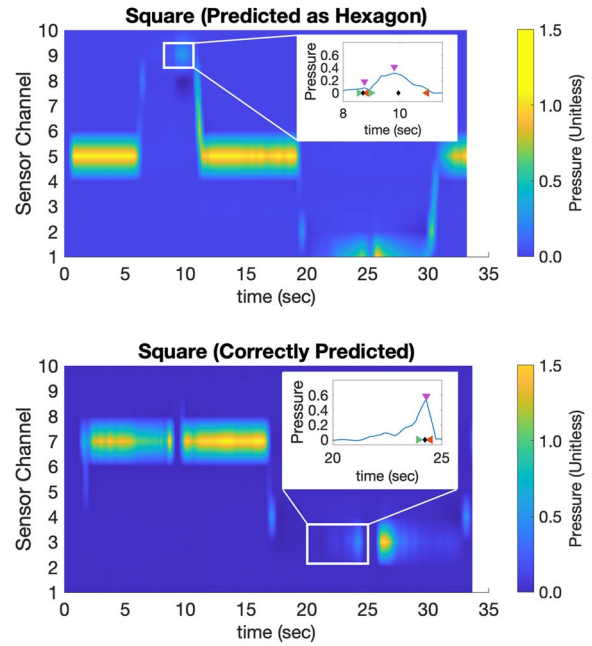 Square (Predicted as Hexagon)
10
9
8
7
6
5
4
3
2
1
Sensor Channel
0 5 10 15 20 25 30 35
time (sec)
Pressure
0.6
0.4
0.2
0
8 10
time (sec)
1.5
1.0
0.5
0.0
Pressure (Unitless)
Square (Correctly Predicted)
10
9
8
7
6
5
4
3
2
1
Sensor Channel
0 5 10 15 20 25 30 35
time (sec)
Pressure
0.6
0.4
0.2
0
20 25
time (sec)
1.5
1.0
0.5
0.0
Pressure (Unitless)